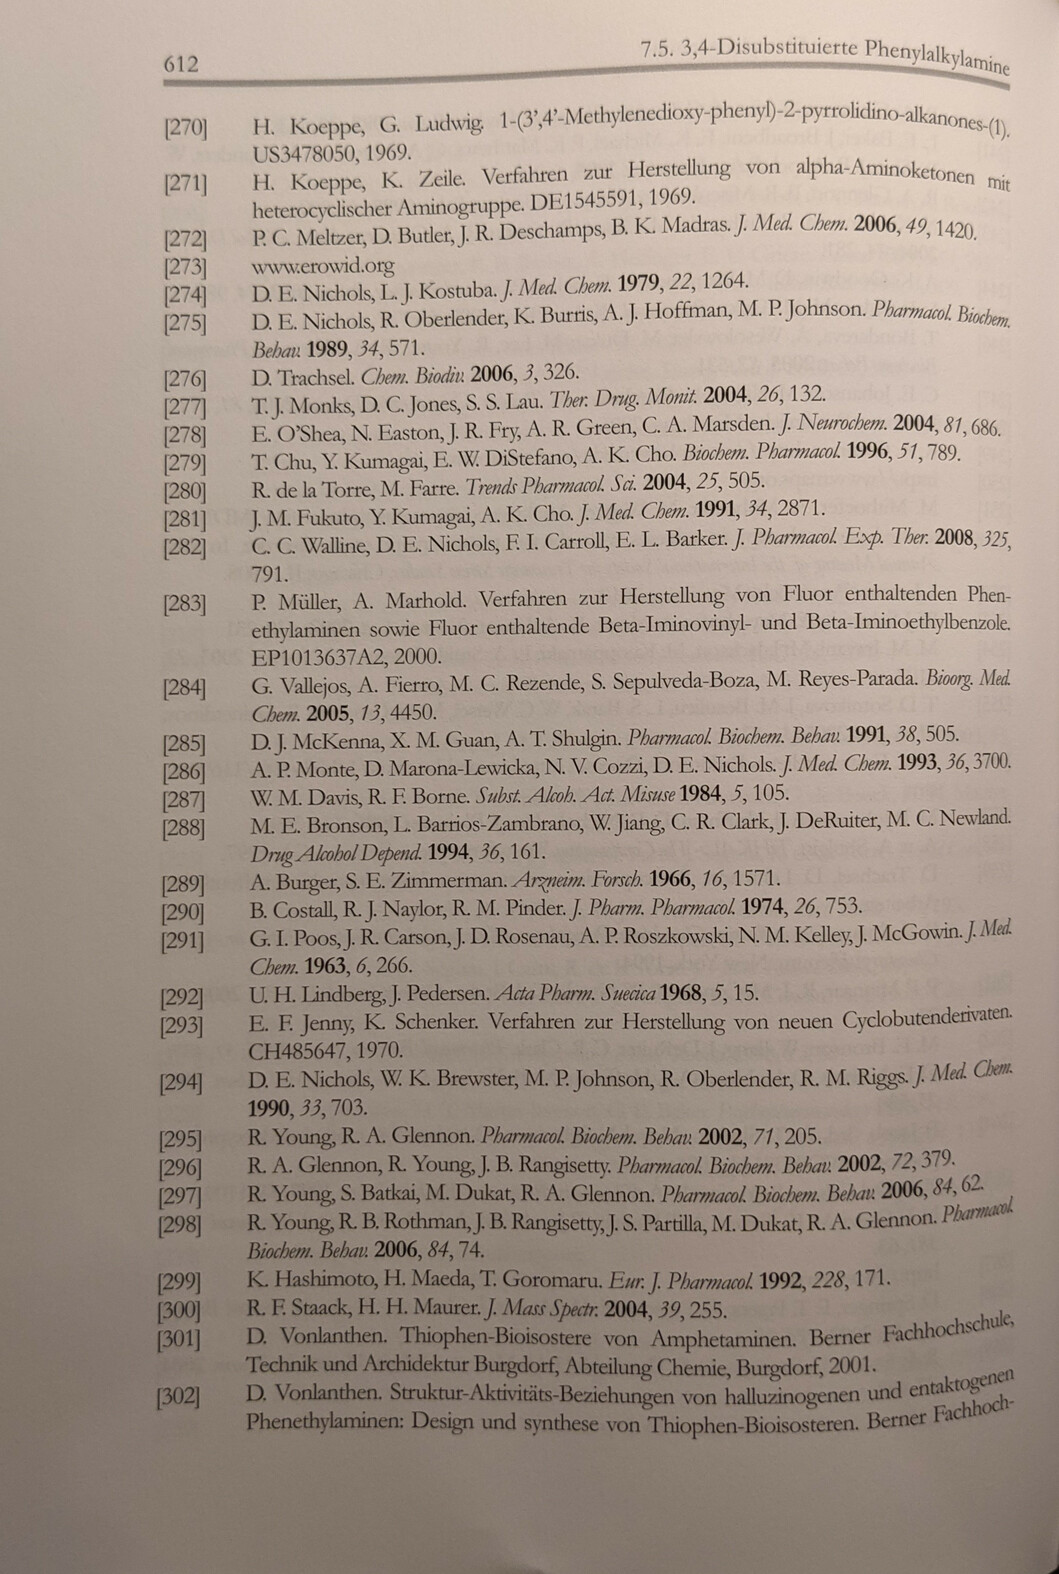 612
7.5. 3,4-Disubstituierte Phenylalkylamine
[270] H. Koeppe, G. Ludwig. 1-(3’,4’-Methylenedioxy-phenyl)-2-pyrrolidino-alkanones-(1).
US3478050, 1969.
[271] H. Koeppe, K. Zeile. Verfahren zur Herstellung von alpha-Aminoketonen mit
heterocyclischer Aminogruppe. DE1545591, 1969.
[272] P. C. Meltzer, D. Butler, J. R. Deschamps, B. K. Madras. J. Med. Chem. 2006, 49, 1420.
[273] www.erowid.org
[274] D. E. Nichols, L. J. Kostuba. J. Med. Chem. 1979, 22, 1264.
[275] D. E. Nichols, R. Oberlender, K. Burris, A. J. Hoffman, M. P. Johnson. Pharmacol. Biochem.
Behav. 1989, 34, 571.
[276] D. Trachsel. Chem. Biodiv. 2006, 3, 326.
[277] T. J. Monks, D. C. Jones, S. S. Lau. Ther. Drug. Monit. 2004, 26, 132.
[278] E. O’Shea, N. Easton, J. R. Fry, A. R. Green, C. A. Marsden. J. Neurochem. 2004, 81, 686.
[279] T. Chu, Y. Kumagai, E. W. DiStefano, A. K. Cho. Biochem. Pharmacol. 1996, 51, 789.
[280] R. de la Torre, M. Farre. Trends Pharmacol. Sci. 2004, 25, 505.
[281] J. M. Fukuto, Y. Kumagai, A. K. Cho. J. Med. Chem. 1991, 34, 2871.
[282] C. C. Walline, D. E. Nichols, F. I. Carroll, E. L. Barker. J. Pharmacol. Exp. Ther. 2008, 325,
791.
[283] P. Müller, A. Marhold. Verfahren zur Herstellung von Fluor enthaltenden Phen-
ethylaminen sowie Fluor enthaltende Beta-Iminovinyl- und Beta-Iminoethylbenzole.
EP1013637A2, 2000.
[284] G. Vallejos, A. Fierro, M. C. Rezende, S. Sepulveda-Boza, M. Reyes-Parada. Bioorg. Med.
Chem. 2005, 13, 4450.
[285] D. J. McKenna, X. M. Guan, A. T. Shulgin. Pharmacol. Biochem. Behav. 1991, 38, 505.
[286] A. P. Monte, D. Marona-Lewicka, N. V. Cozzi, D. E. Nichols. J. Med. Chem. 1993, 36, 3700.
[287] W. M. Davis, R. F. Borne. Subst. Alcoh. Act. Misuse 1984, 5, 105.
[288] M. E. Bronson, L. Barrios-Zambrano, W. Jiang, C. R. Clark, J. DeRuiter, M. C. Newland.
Drug Alcohol Depend. 1994, 36, 161.
[289] A. Burger, S. E. Zimmerman. Arzneim. Forsch. 1966, 16, 1571.
[290] B. Costall, R. J. Naylor, R. M. Pinder. J. Pharm. Pharmacol. 1974, 26, 753.
[291] G. I. Poos, J. R. Carson, J. D. Rosenau, A. P. Roszkowski, N. M. Kelley, J. McGowin. J. Med.
Chem. 1963, 6, 266.
[292] U. H. Lindberg, J. Pedersen. Acta Pharm. Suecica 1968, 5, 15.
[293] E. F. Jenny, K. Schenker. Verfahren zur Herstellung von neuen Cyclobutenderivaten.
CH485647, 1970.
[294] D. E. Nichols, W. K. Brewster, M. P. Johnson, R. Oberlender, R. M. Riggs. J. Med. Chem.
1990, 33, 703.
[295] R. Young, R. A. Glennon. Pharmacol. Biochem. Behav. 2002, 71, 205.
[296] R. A. Glennon, R. Young, J. B. Rangisetty. Pharmacol. Biochem. Behav. 2002, 72, 379.
[297] R. Young, S. Batkai, M. Dukat, R. A. Glennon. Pharmacol. Biochem. Behav. 2006, 84, 62.
[298] R. Young, R. B. Rothman, J. B. Rangisetty, J. S. Partilla, M. Dukat, R. A. Glennon. Pharmacol.
Biochem. Behav. 2006, 84, 74.
[299] K. Hashimoto, H. Maeda, T. Goromaru. Eur. J. Pharmacol. 1992, 228, 171.
[300] R. F. Staack, H. H. Maurer. J. Mass Spectr. 2004, 39, 255.
[301] D. Vonlanthen. Thiophen-Bioisostere von Amphetaminen. Berner Fachhochschule,
Technik und Archidektur Burgdorf, Abteilung Chemie, Burgdorf, 2001.
[302] D. Vonlanthen. Struktur-Aktivitäts-Beziehungen von halluzinogenen und entaktogenen
Phenethylaminen: Design und synthese von Thiophen-Bioisosteren. Berner Fachhoch-